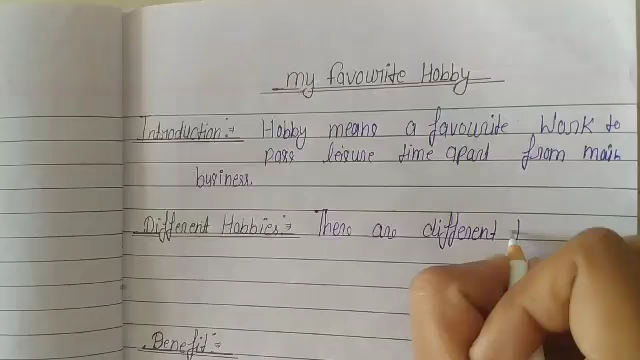 my favourite Hobby
Introduction:- Hobby means a favourite Work to
pass leisure time apart from main
business.
Different Hobbies:- There are different
Benefit:-